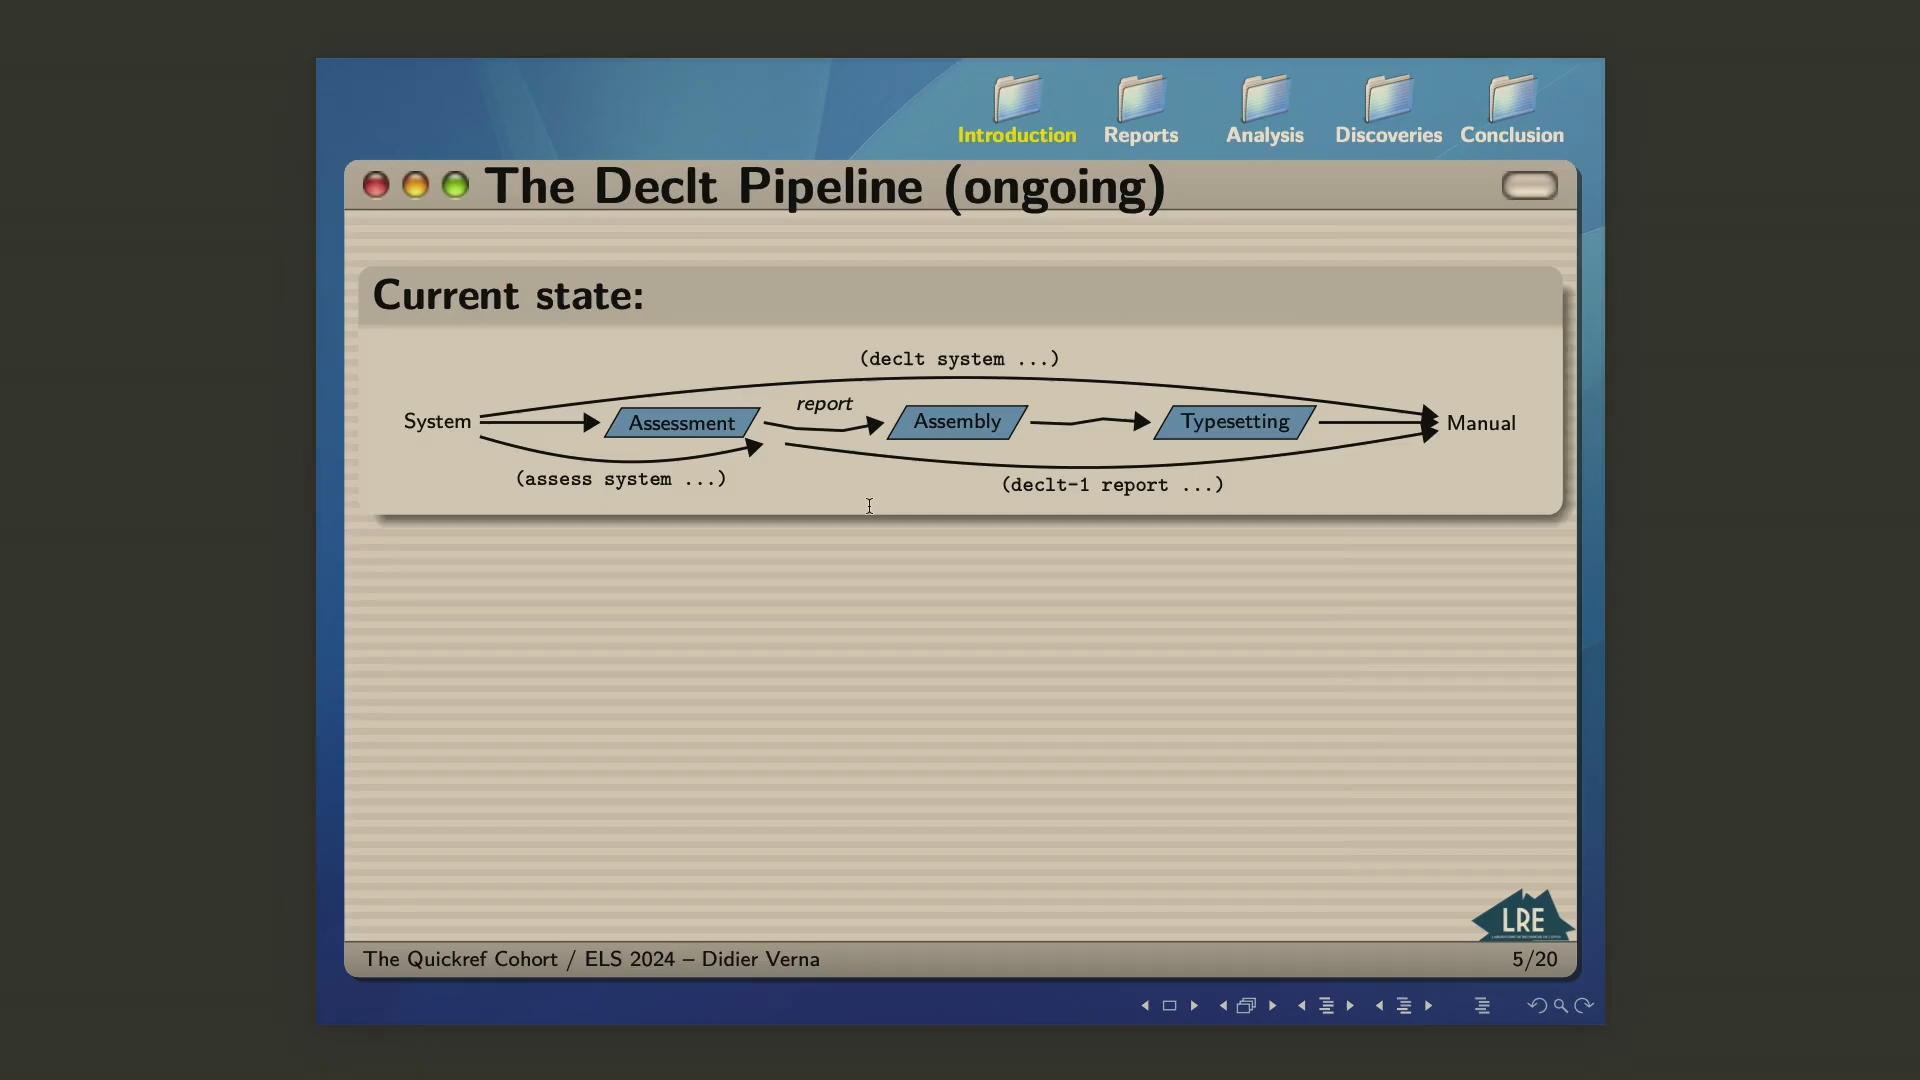 Introduction Reports Analysis Discoveries Conclusion
The Declt Pipeline (ongoing)
Current state:
(declt system ...)
report
System Assessment Assembly Typesetting Manual
(assess system ...) (declt-1 report ...)
LRE
The Quickref Cohort / ELS 2024 – Didier Verna 5/20